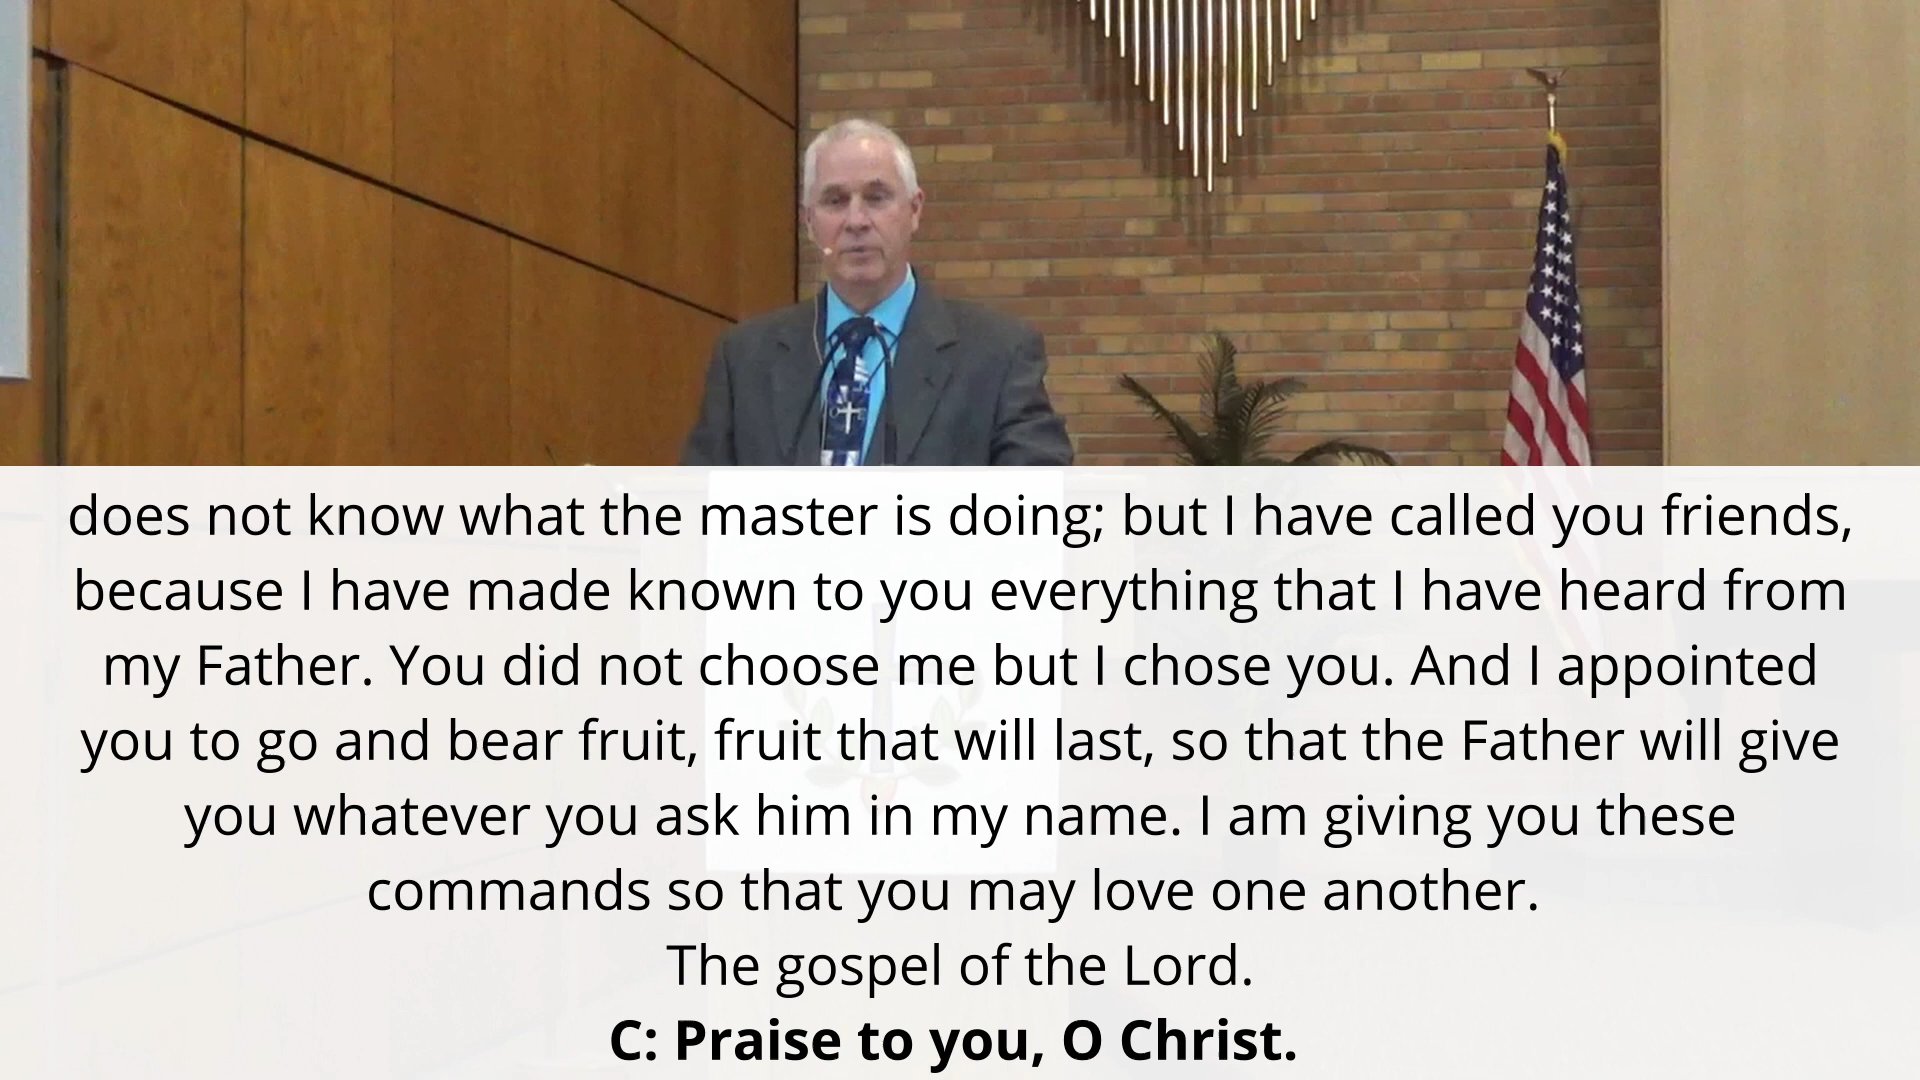 does not know what the master is doing; but I have called you friends,
because I have made known to you everything that I have heard from
my Father. You did not choose me but I chose you. And I appointed
you to go and bear fruit, fruit that will last, so that the Father will give
you whatever you ask him in my name. I am giving you these
commands so that you may love one another.
The gospel of the Lord.
C: Praise to you, O Christ.